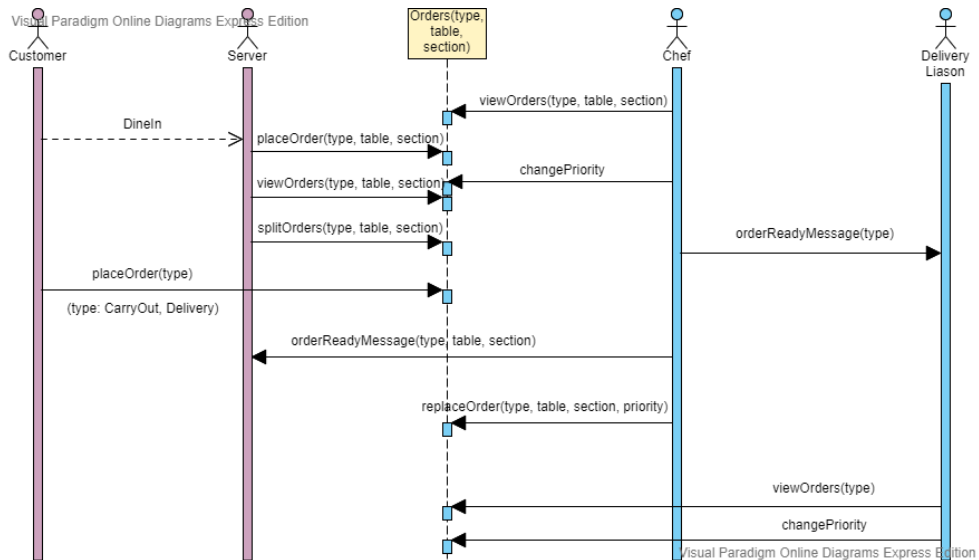 Visual Paradigm Online Diagrams Express Edition
Orders(type,
table,
section)
Customer
Server
Chef
Delivery
Liason
viewOrders(type, table, section)
DineIn
placeOrder(type, table, section)
changePriority
viewOrders(type, table, section)
splitOrders(type, table, section)
orderReadyMessage(type)
placeOrder(type)
(type: CarryOut, Delivery)
orderReadyMessage(type, table, section)
replaceOrder(type, table, section, priority)
viewOrders(type)
changePriority
Visual Paradigm Online Diagrams Express Edition